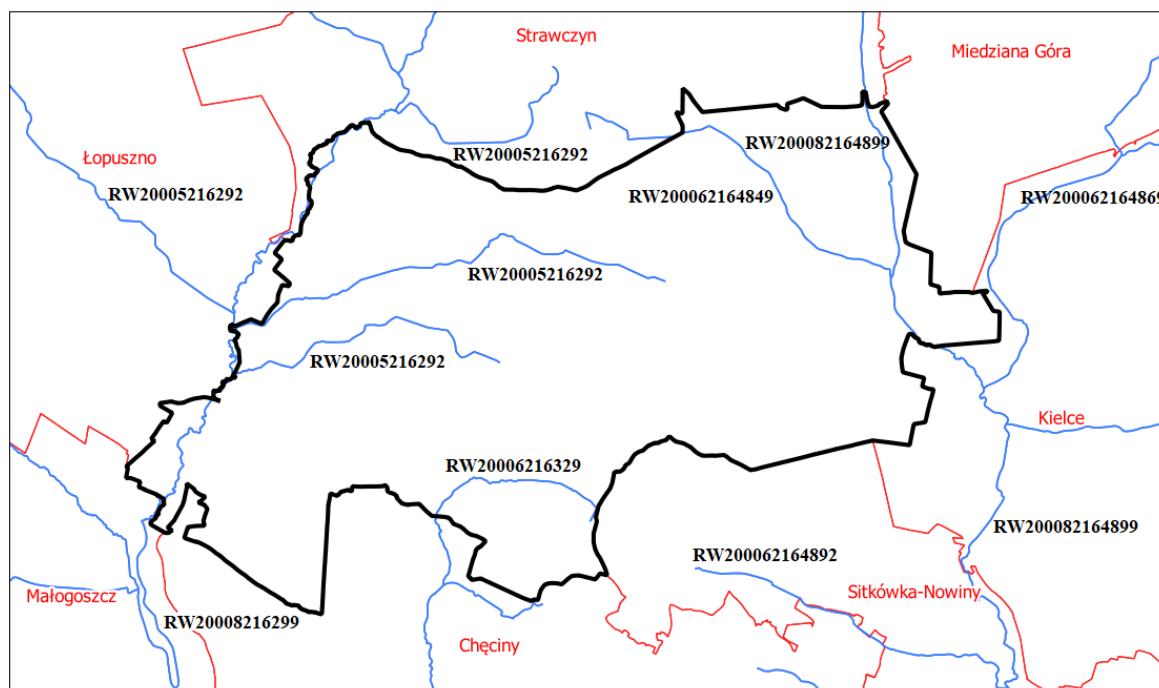 Strawczyn
Miedziana Góra
RW200082164899
RW20005216292
Łopuszno
RW20005216292
RW200062164849
RW200062164869
RW20005216292
RW20005216292
Kielce
RW20006216329
RW200082164899
RW200062164892
Małogoszcz
Sitkówka-Nowiny
RW20008216299
Chęciny